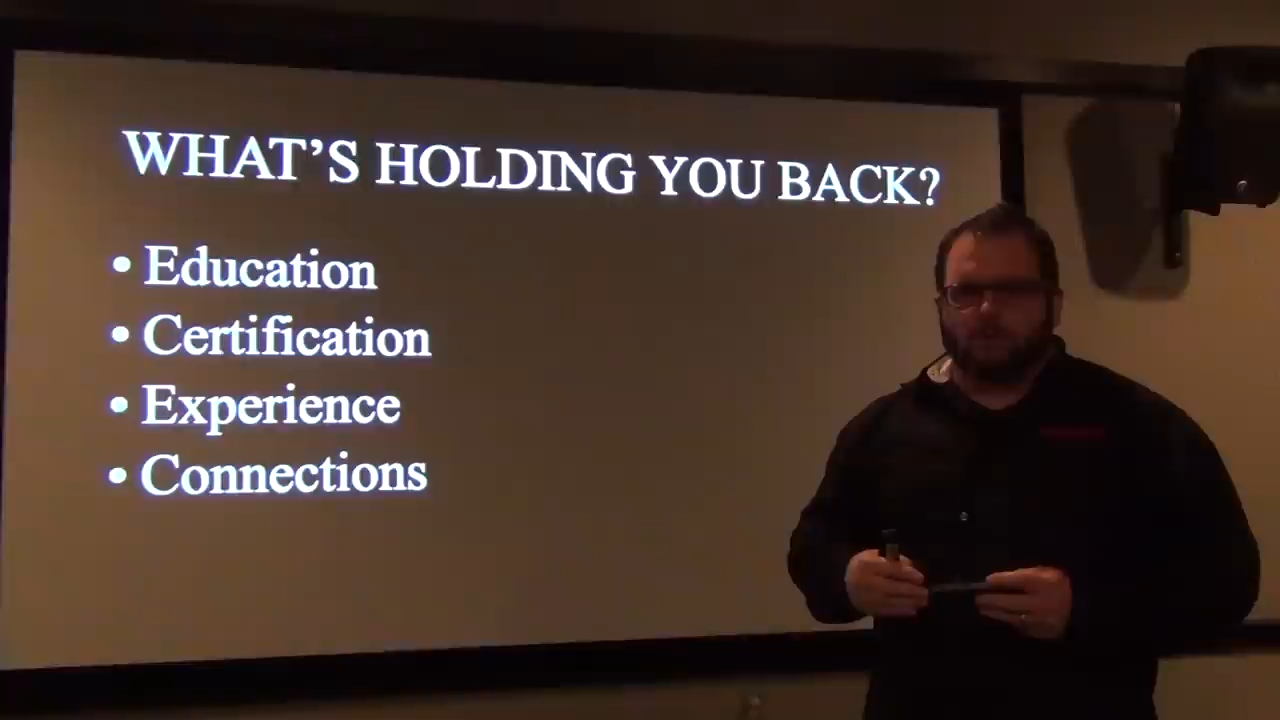 WHAT'S HOLDING YOU BACK?
• Education
• Certification
• Experience
• Connections